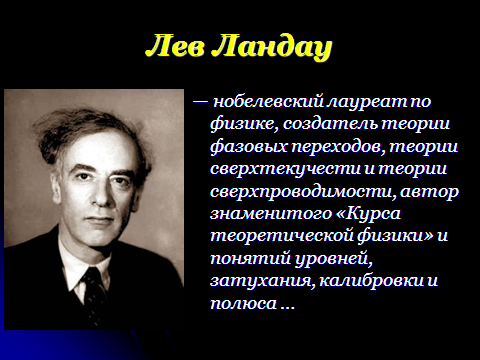 Лев Ландау
— нобелевский лауреат по
физике, создатель теории
фазовых переходов, теории
сверхтекучести и теории
сверхпроводимости, автор
знаменитого «Курса
теоретической физики» и
понятий уровней,
затухания, калибровки и
полюса ...